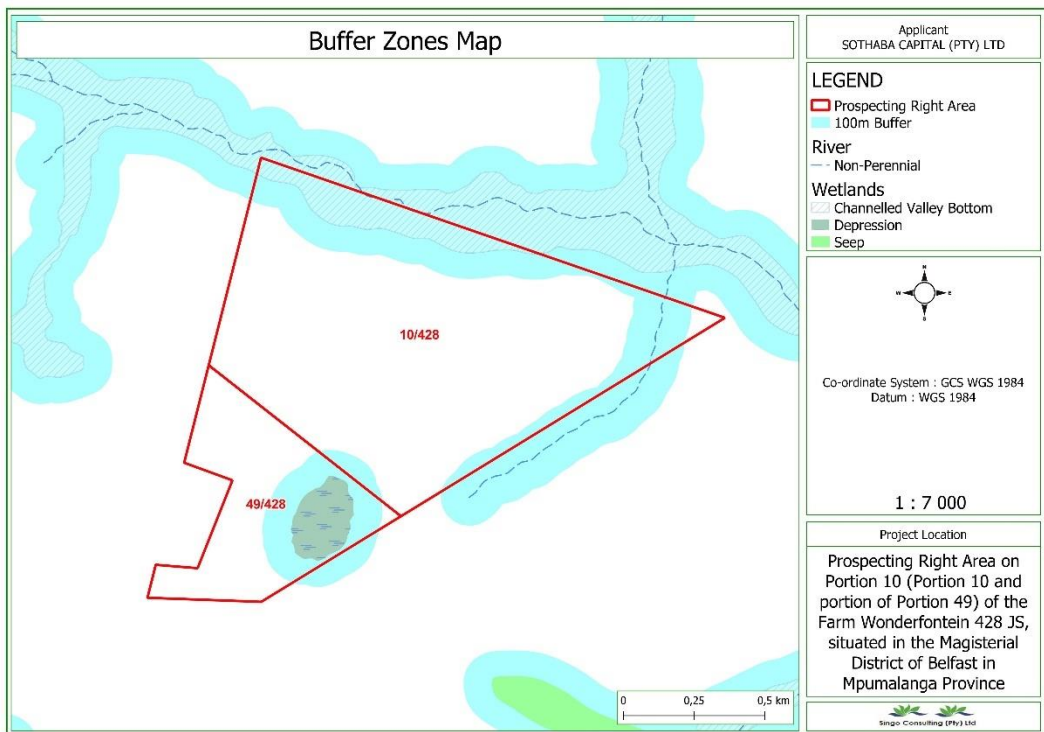 Buffer Zones Map
10/428
49/428
0
0,25
0,5 km
Applicant
SOTHABA CAPITAL (PTY) LTD
LEGEND
Prospecting Right Area
100m Buffer
River
Non-Perennial
Wetlands
Channelled Valley Bottom
Depression
Seep
N
W
E
S
Co-ordinate System : GCS WGS 1984
Datum : WGS 1984
1 : 7 000
Project Location
Prospecting Right Area on
Portion 10 (Portion 10 and
portion of Portion 49) of the
Farm Wonderfontein 428 JS,
situated in the Magisterial
District of Belfast in
Mpumalanga Province
Singo Consulting (Pty) Ltd